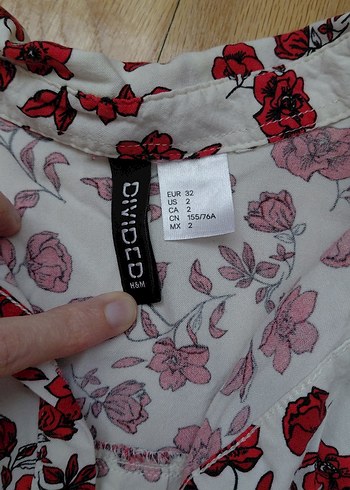 DIVIDED
H&M
EUR 32
US 2
CA 2
CN 155/76A
MX 2